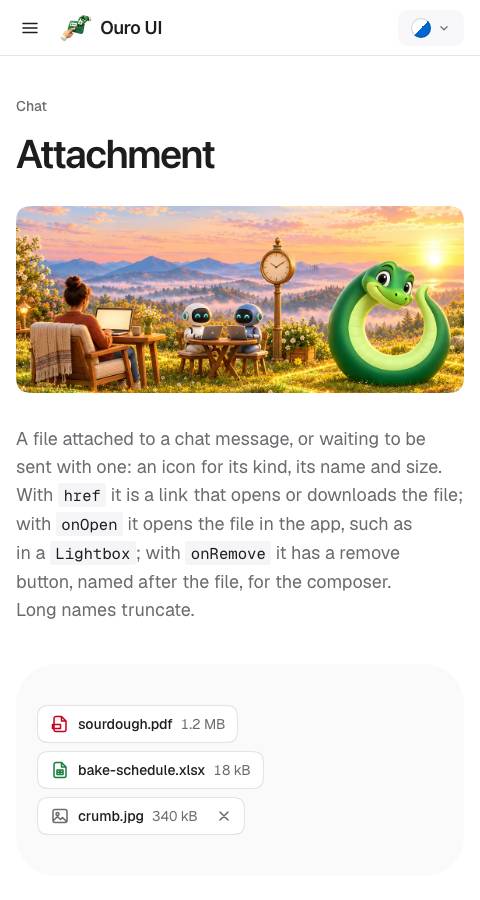 Ouro UI
Chat
Attachment
A file attached to a chat message, or waiting to be
sent with one: an icon for its kind, its name and size.
With href it is a link that opens or downloads the file;
with onOpen it opens the file in the app, such as
in a Lightbox; with onRemove it has a remove
button, named after the file, for the composer.
Long names truncate.
sourdough.pdf 1.2 MB
bake-schedule.xlsx 18 kB
crumb.jpg 340 kB